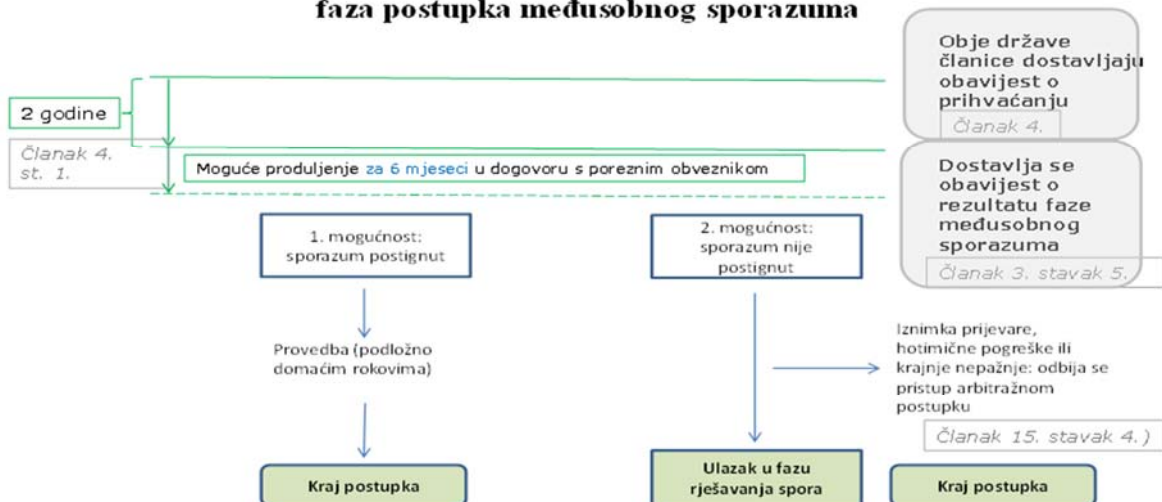 faza postupka međusobnog sporazuma
Obje države
članice dostavljaju
obavijest o
prihvaćanju
Članak 4.
2 godine
Članak 4.
st. 1.
Moguće produljenje za 6 mjeseci u dogovoru s poreznim obveznikom
Dostavlja se
obavijest o
rezultatu faze
međusobnog
sporazuma
Članak 3. stavak 5.
1. mogućnost:
sporazum postignut
2. mogućnost:
sporazum nije
postignut
Provedba (podložno
domaćim rokovima)
Iznimka prijevare,
hotimične pogreške ili
krajnje nepažnje: odbija se
pristup arbitražnom
postupku
Članak 15. stavak 4.)
Kraj postupka
Ulazak u fazu
rješavanja spora
Kraj postupka